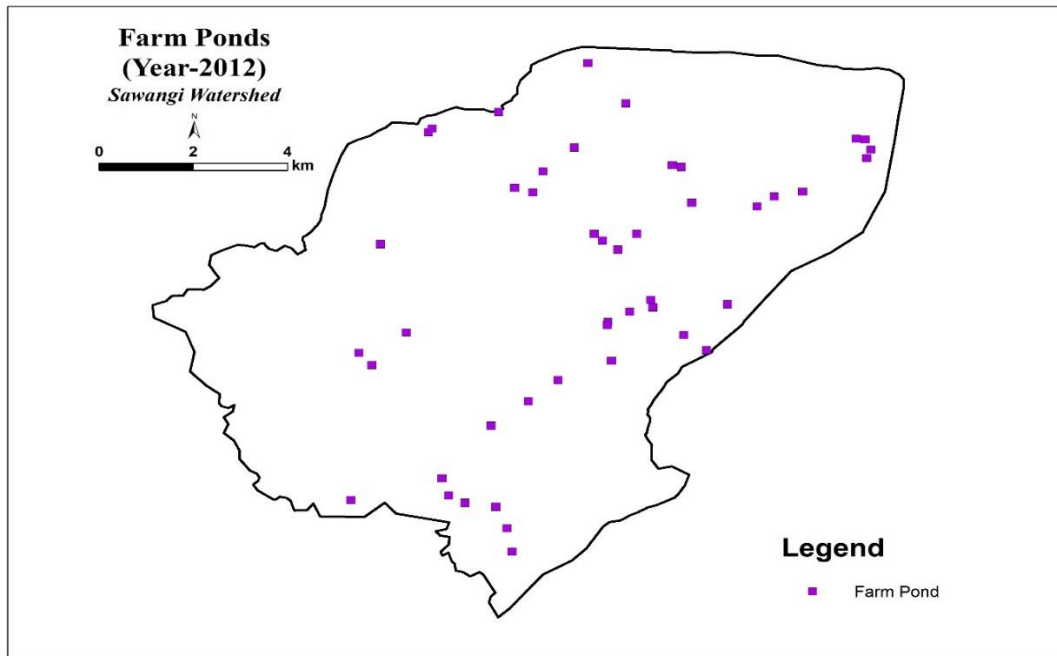 Farm Ponds
(Year-2012)
Sawangi Watershed
N
0 2 4
km
Legend
Farm Pond